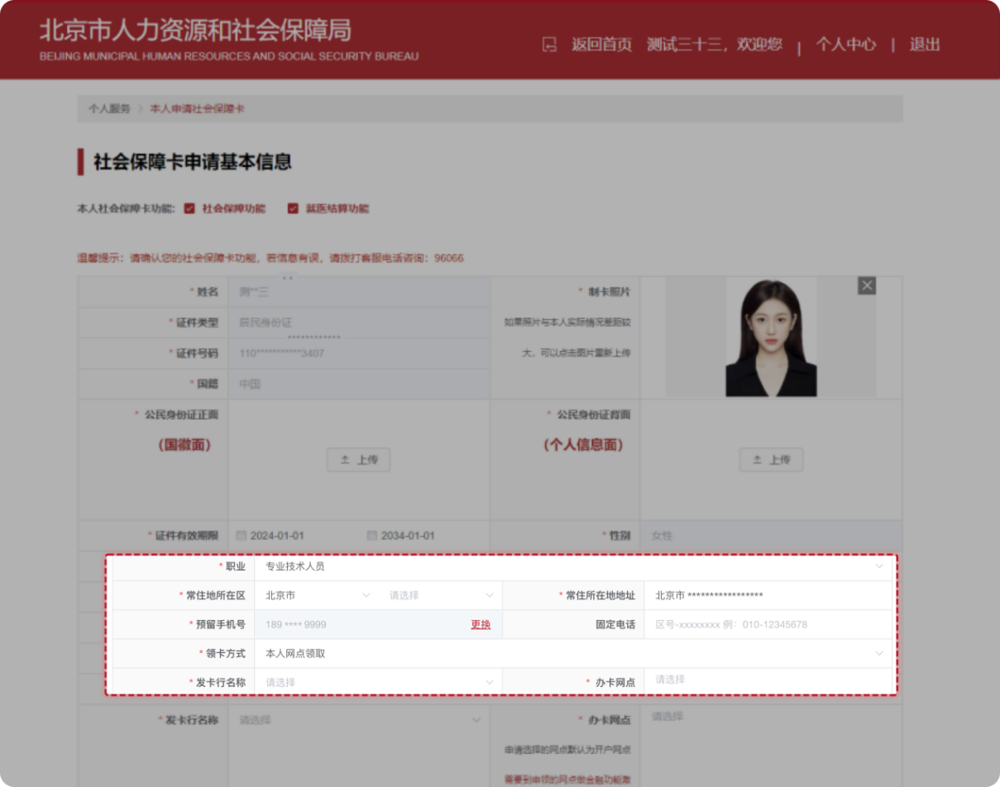 北京市人力资源和社会保障局
BEIJING MUNICIPAL HUMAN RESOURCES AND SOCIAL SECURITY BUREAU
返回首页 测试三十三，欢迎您 | 个人中心 | 退出
个人服务 > 本人申请社会保障卡
社会保障卡申请基本信息
本人社会保障卡功能: 社会保障功能 就医结算功能
温馨提示：请确认您的社会保障卡功能，若信息有误，请拨打客服电话咨询：96066
* 姓名 测**三
* 制卡照片
* 证件类型 居民身份证
如果照片与本人实际情况差距较
* 证件号码 110***********3407
大，可以点击图片重新上传
* 国籍 中国
* 公民身份证正面
（国徽面）
上传
* 公民身份证背面
（个人信息面）
上传
* 证件有效期限 2024-01-01 2034-01-01 * 性别 女性
* 职业 专业技术人员
* 常住地所在区 北京市 请选择 * 常住所在地地址 北京市 *****************
* 预留手机号 189 **** 9999 更换 固定电话 区号-xxxxxxxx 例：010-12345678
* 领卡方式 本人网点领取
* 发卡行名称 请选择 * 办卡网点 请选择
* 发卡行名称 请选择 * 办卡网点 请选择
申请选择的网点默认为开户网点
需要到申领的网点做金融功能激